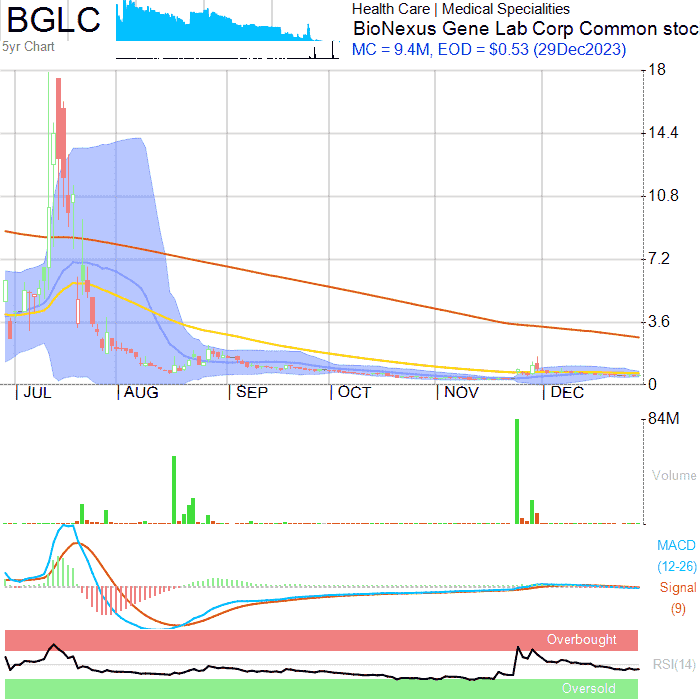 BGLC
5yr Chart
Health Care | Medical Specialities
BioNexus Gene Lab Corp Common stoc
MC = 9.4M, EOD = $0.53 (29Dec2023)
18
14.4
10.8
7.2
3.6
0
JUL AUG SEP OCT NOV DEC
84M
Volume
MACD
(12-26)
Signal
(9)
Overbought
RSI(14)
Oversold